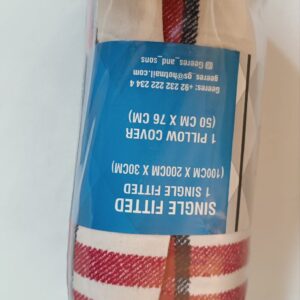 SINGLE FITTED
1 SINGLE FITTED
(100CM X 200CM X 30CM)
1 PILLOW COVER
(50 CM X 76 CM)
Geeres: +92 232 222 234 4
Geeres_gs@hotmail.com
Geeres_and_sons